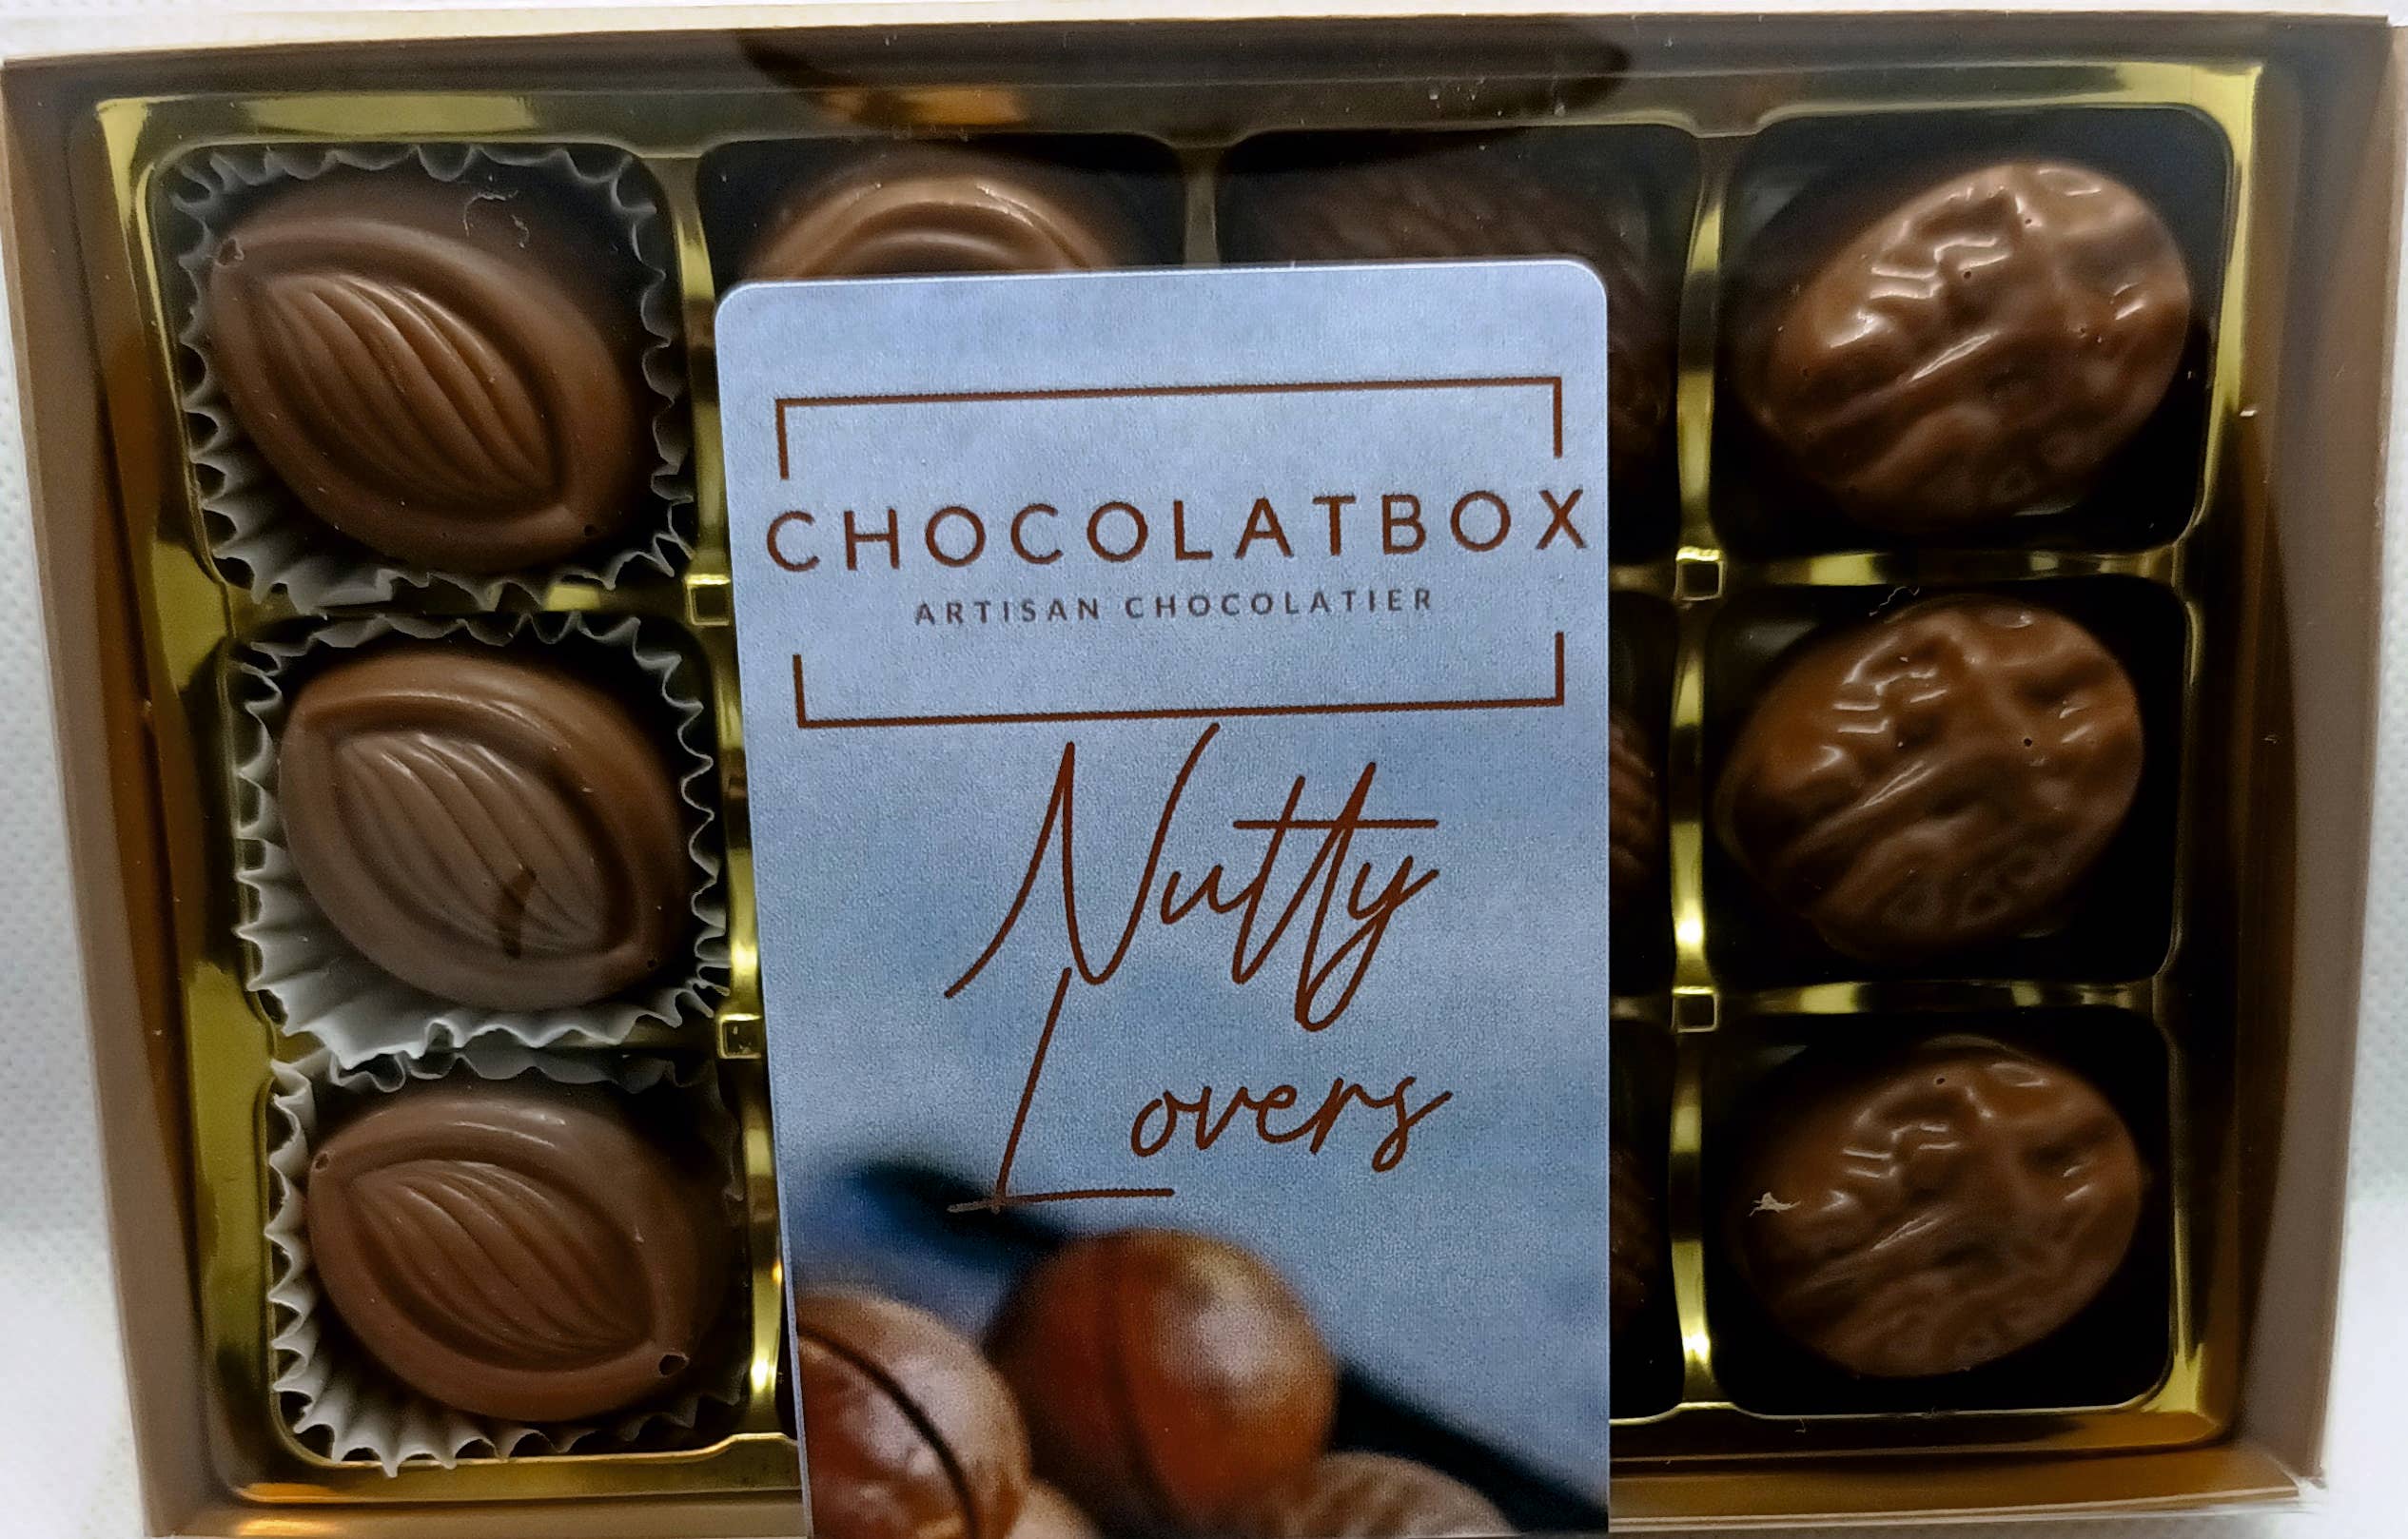 CHOCOLATBOX
ARTISAN CHOCOLATIER
Nutty
Lovers